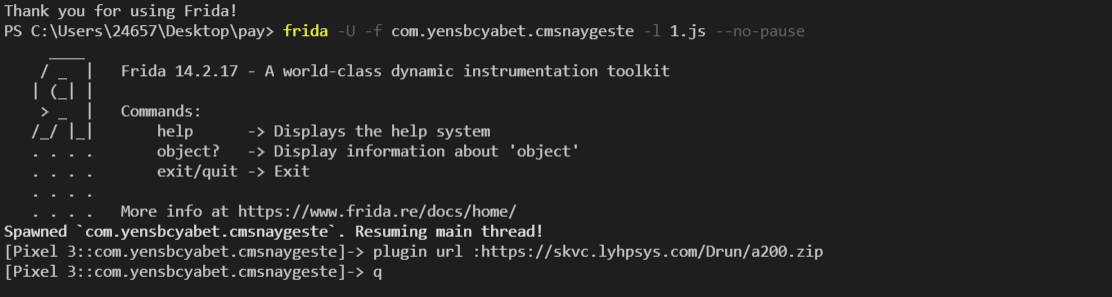 Thank you for using Frida!
PS C:\Users\24657\Desktop\pay> frida -U -f com.yensbcyabet.cmsnaygeste -l 1.js --no-pause
     ____
    / _  |   Frida 14.2.17 - A world-class dynamic instrumentation toolkit
   | (_| |
    > _  |   Commands:
   /_/ |_|       help      -> Displays the help system
   . . . .       object?   -> Display information about 'object'
   . . . .       exit/quit -> Exit
   . . . .
   . . . .   More info at https://www.frida.re/docs/home/
Spawned `com.yensbcyabet.cmsnaygeste`. Resuming main thread!
[Pixel 3::com.yensbcyabet.cmsnaygeste]-> plugin url :https://skvc.lyhpsys.com/Drun/a200.zip
[Pixel 3::com.yensbcyabet.cmsnaygeste]-> q